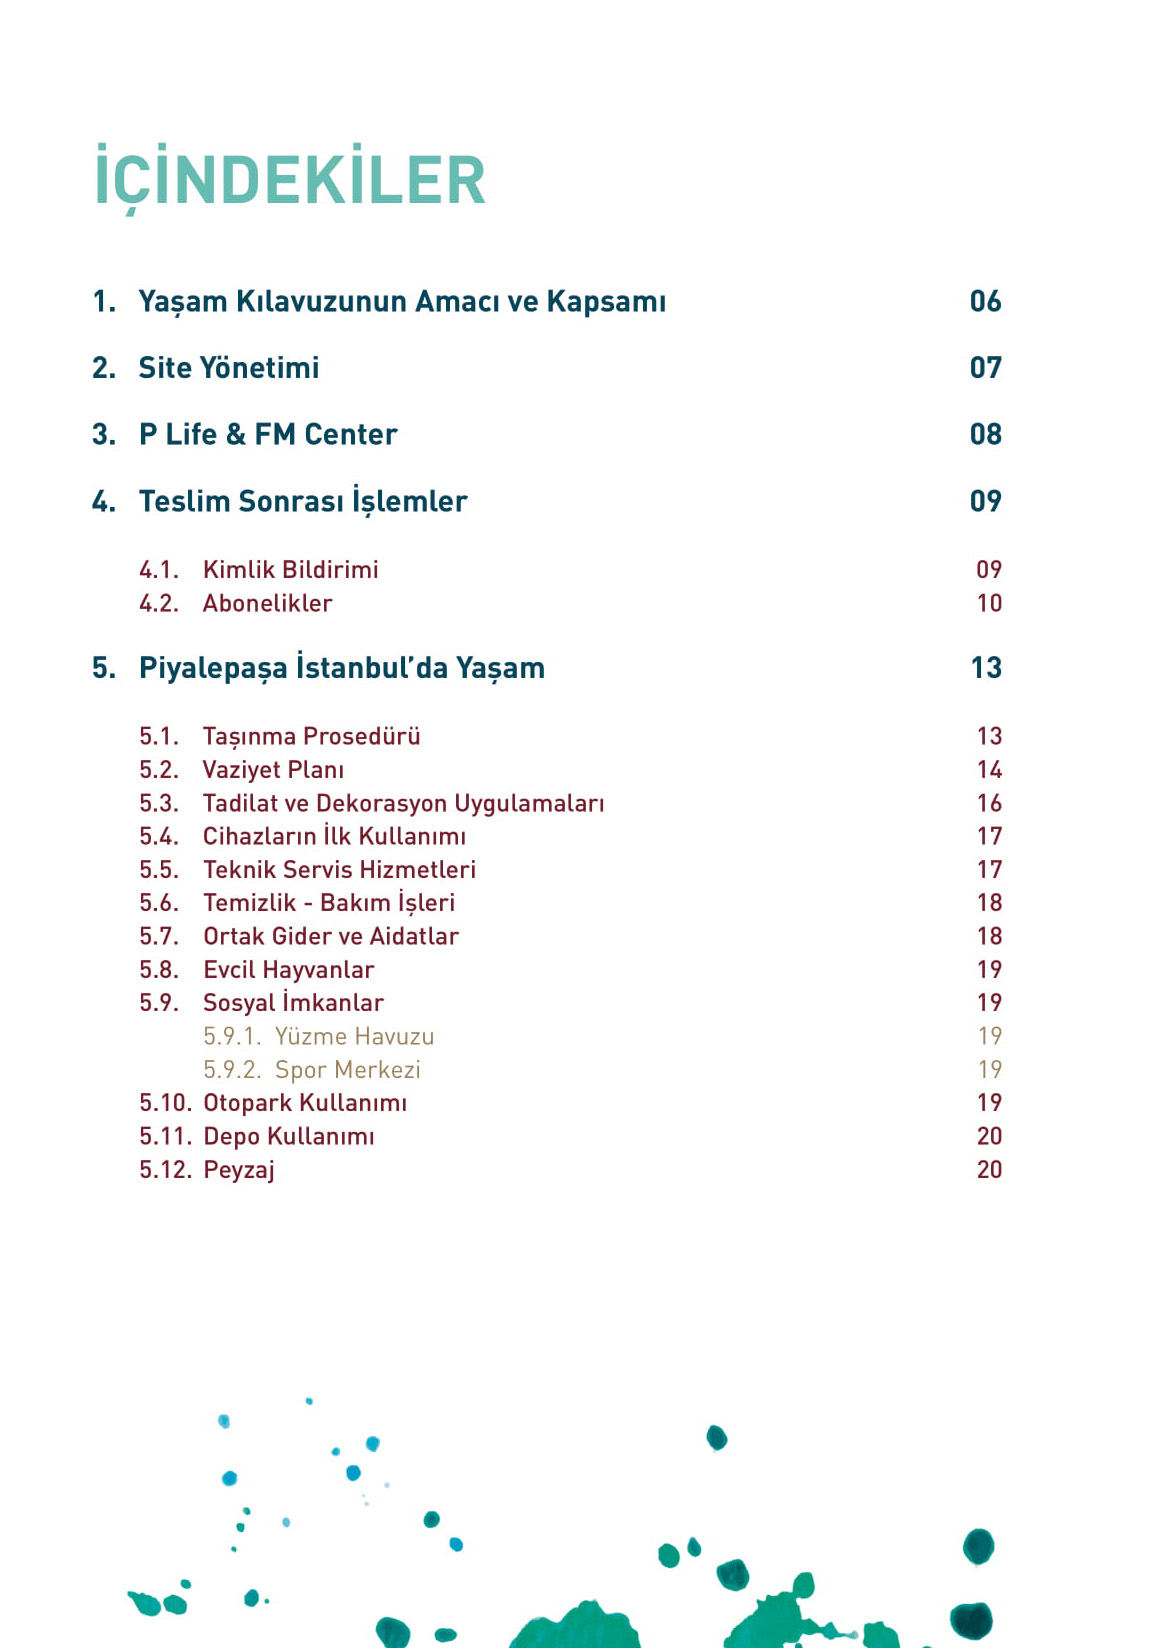 İÇİNDEKİLER
1. Yaşam Kılavuzunun Amacı ve Kapsamı 06
2. Site Yönetimi 07
3. P Life & FM Center 08
4. Teslim Sonrası İşlemler 09
4.1. Kimlik Bildirimi 09
4.2. Abonelikler 10
5. Piyalepaşa İstanbul’da Yaşam 13
5.1. Taşınma Prosedürü 13
5.2. Vaziyet Planı 14
5.3. Tadilat ve Dekorasyon Uygulamaları 16
5.4. Cihazların İlk Kullanımı 17
5.5. Teknik Servis Hizmetleri 17
5.6. Temizlik - Bakım İşleri 18
5.7. Ortak Gider ve Aidatlar 18
5.8. Evcil Hayvanlar 19
5.9. Sosyal İmkanlar 19
5.9.1. Yüzme Havuzu 19
5.9.2. Spor Merkezi 19
5.10. Otopark Kullanımı 19
5.11. Depo Kullanımı 20
5.12. Peyzaj 20